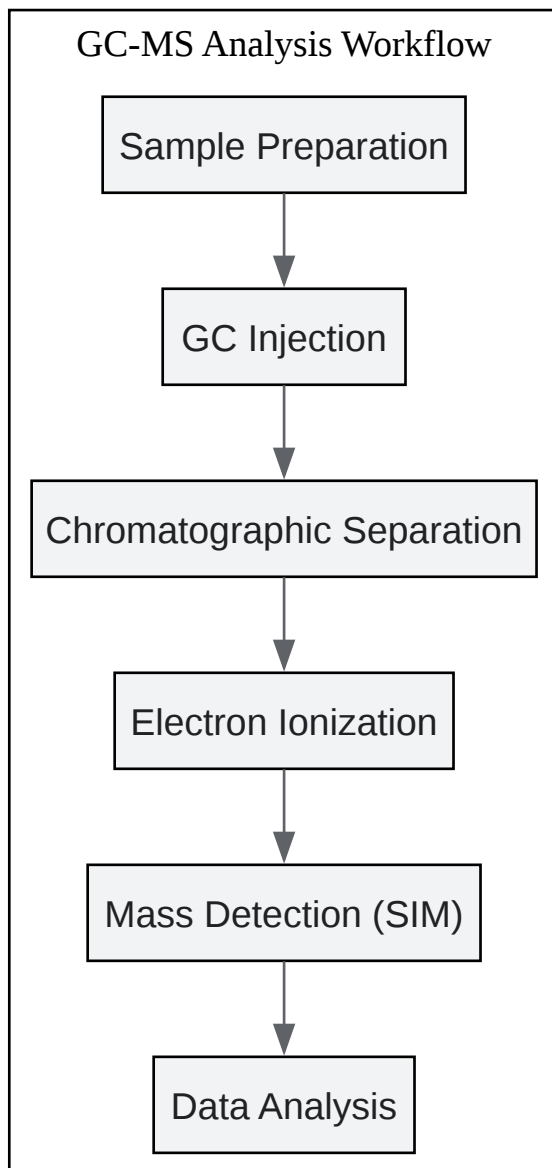 GC-MS Analysis Workflow
Sample Preparation
GC Injection
Chromatographic Separation
Electron Ionization
Mass Detection (SIM)
Data Analysis